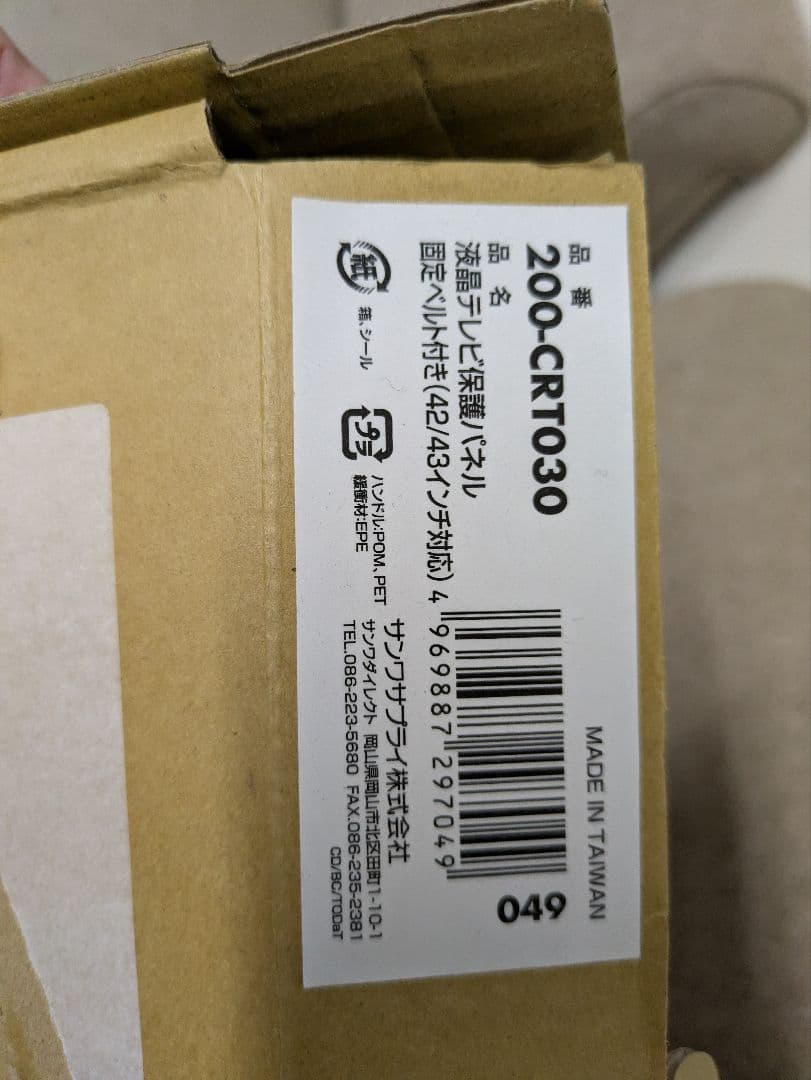 品番
200-CRT030
MADE IN TAIWAN
品名
液晶テレビ保護パネル
固定ベルト付き(42/43インチ対応)
4 969887 297049
049
紙
箱、シール
プラ
ハンドル:POM、PET
緩衝材:EPE
サンワサプライ株式会社
サンワダイレクト 岡山県岡山市北区田町1-10-1
TEL.086-223-5680 FAX.086-235-2381
CD/BC/TODaT